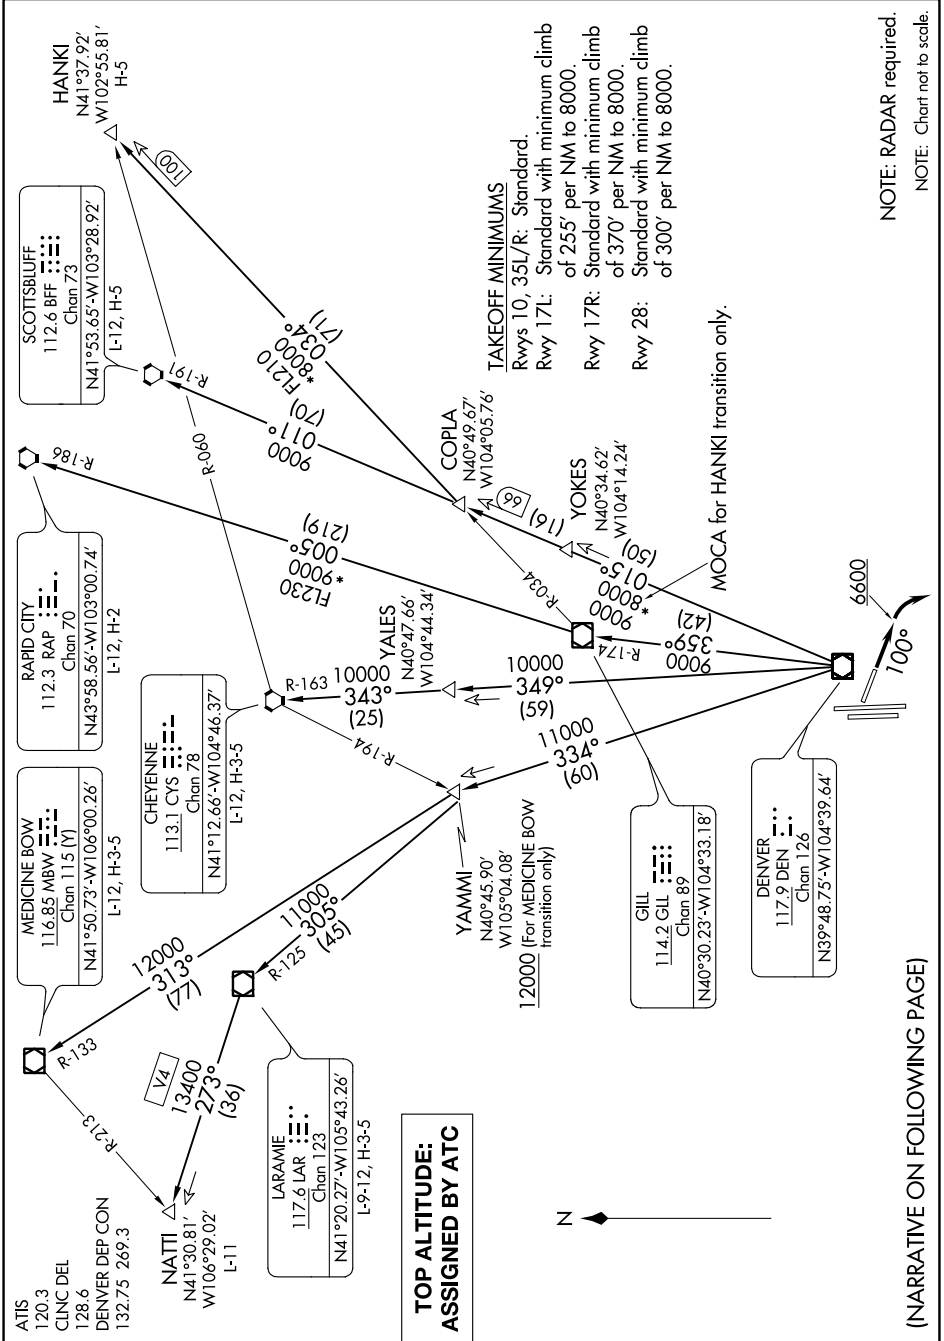 ATIS
120.3
CLNC DEL
128.6
DENVER DEP CON
132.75 269.3
MEDICINE BOW
116.85 MBW
Chan 115 (Y)
N41°50.73′-W106°00.26′
L-12, H-3-5
RAPID CITY
112.3 RAP
Chan 70
N43°58.56′-W103°00.74′
L-12, H-2
SCOTTSBLUFF
112.6 BFF
Chan 73
N41°53.65′-W103°28.92′
L-12, H-5
HANKI
N41°37.92′
W102°55.81′
H-5
CHEYENNE
113.1 CYS
Chan 78
N41°12.66′-W104°46.37′
L-12, H-3-5
NATTI
N41°30.81′
W106°29.02′
L-11
R-213
R-133
V4
13400
273°
(36)
12000
313°
(77)
11000
305°
(45)
R-125
LARAMIE
117.6 LAR
Chan 123
N41°20.27′-W105°43.26′
L-9-12, H-3-5
YAMMI
N40°45.90′
W105°04.08′
12000 (For MEDICINE BOW
transition only)
R-194
R-163
10000
343°
(25)
YALES
N40°47.66′
W104°44.34′
R-060
R-186
R-191
FL230
*9000
005°
(219)
9000
011°
(70)
FL210
*8000
034°
(71)
100
COPLA
N40°49.67′
W104°05.76′
66
(16)
YOKES
N40°34.62′
W104°14.24′
R-034
R-174
11000
334°
(60)
10000
349°
(59)
9000
359°
(42)
9000
*8000
015°
(50)
MOCA for HANKI transition only.
GILL
114.2 GLL
Chan 89
N40°30.23′-W104°33.18′
DENVER
117.9 DEN
Chan 126
N39°48.75′-W104°39.64′
6600
100°
TAKEOFF MINIMUMS
Rwys 10, 35L/R: Standard.
Rwy 17L: Standard with minimum climb
of 255′ per NM to 8000.
Rwy 17R: Standard with minimum climb
of 370′ per NM to 8000.
Rwy 28: Standard with minimum climb
of 300′ per NM to 8000.
TOP ALTITUDE:
ASSIGNED BY ATC
N
NOTE: RADAR required.
NOTE: Chart not to scale.
(NARRATIVE ON FOLLOWING PAGE)